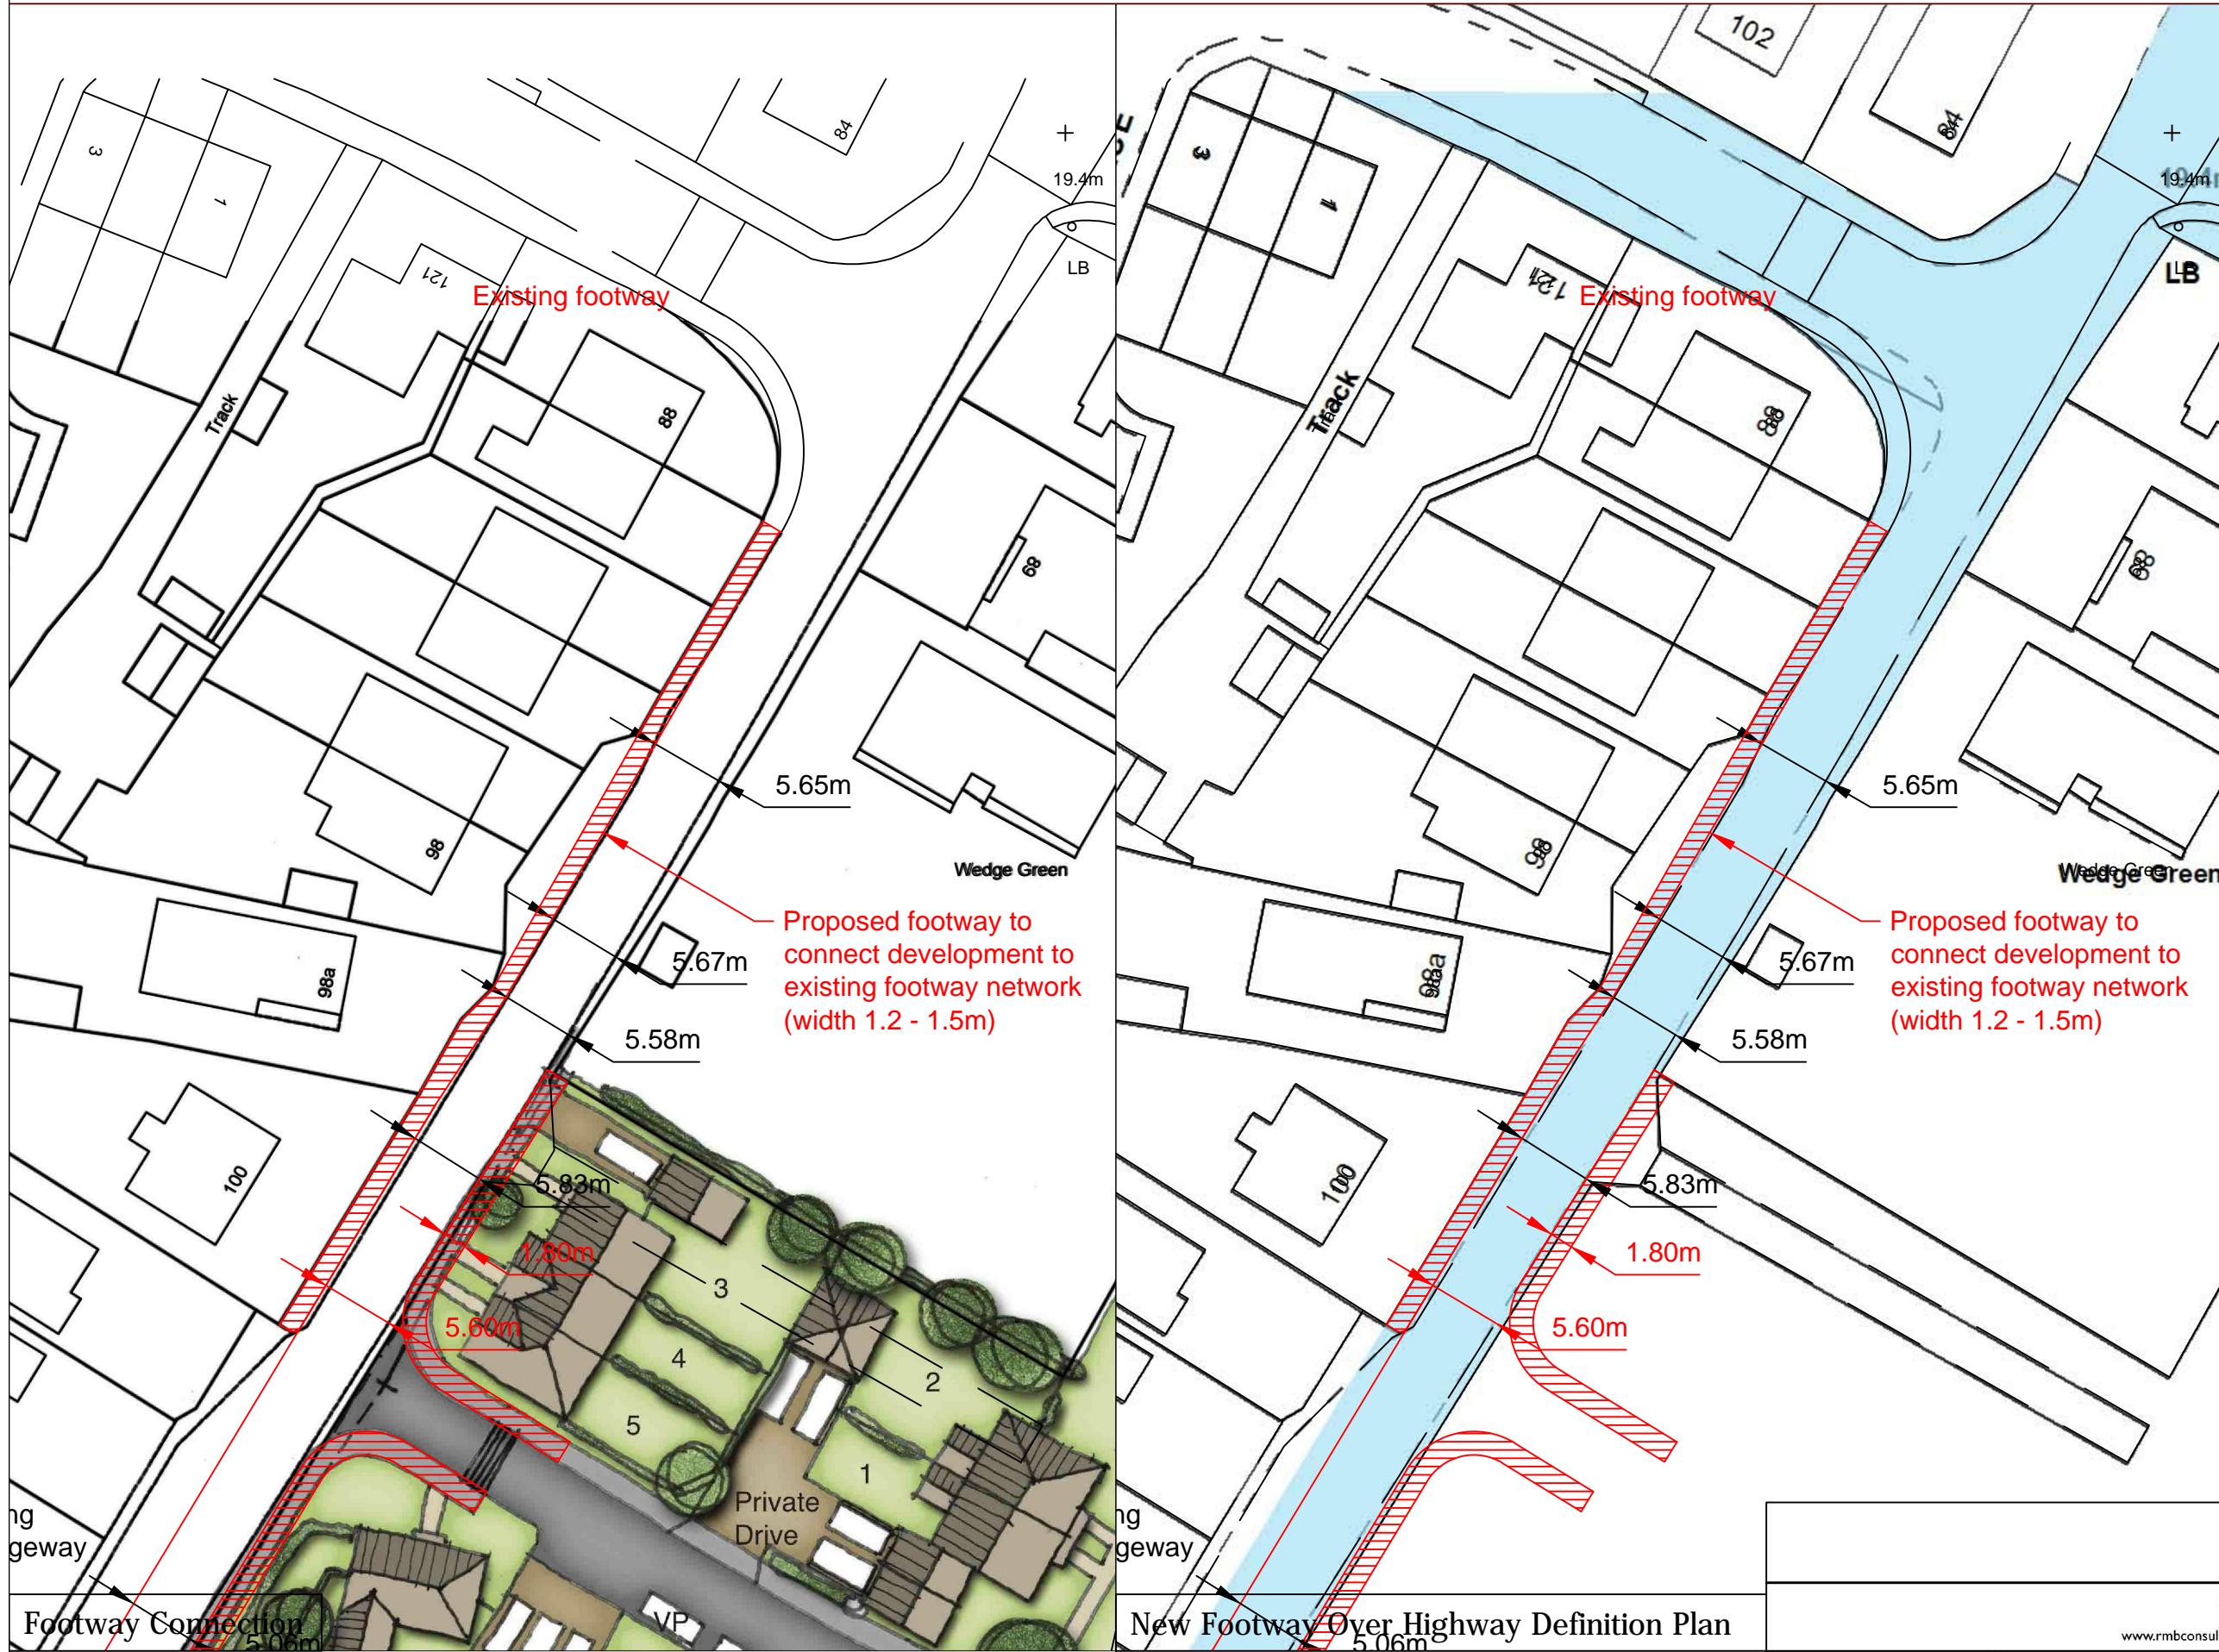 3
1
121
84
19.4m
LB
Existing footway
Track
88
68
5.65m
Wedge Green
98
5.67m
Proposed footway to
connect development to
existing footway network
(width 1.2 - 1.5m)
98a
5.58m
100
5.83m
1.80m
5.60m
3
4
5
2
1
Private
Drive
VP
ng
geway
Footway Connection
5.06m
102
84
3
1
19.4m
LB
121
Existing footway
Track
88
68
5.65m
Wedge Green
98
5.67m
Proposed footway to
connect development to
existing footway network
(width 1.2 - 1.5m)
98a
5.58m
100
5.83m
1.80m
5.60m
ng
geway
New Footway Over Highway Definition Plan
5.06m
www.rmbconsul